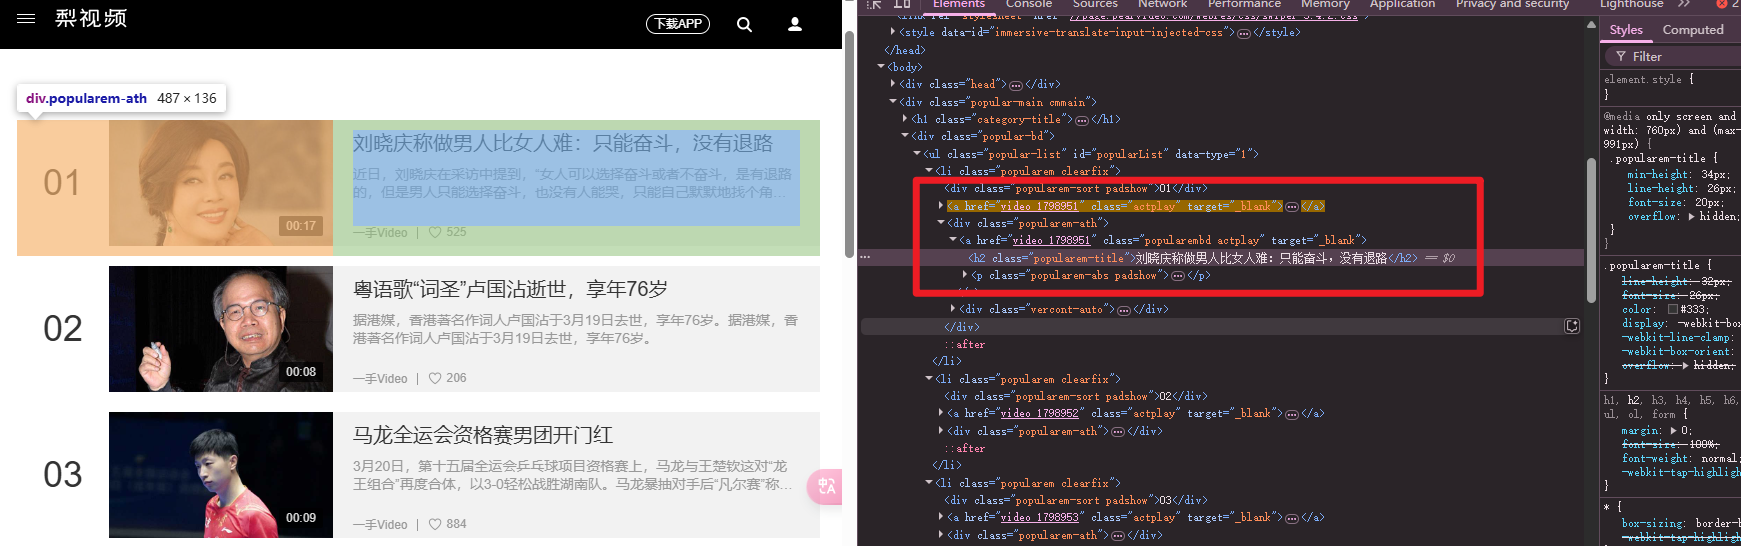 梨视频
下载APP
div.popularem-ath 487 × 136
01
刘晓庆称做男人比女人难：只能奋斗，没有退路
近日，刘晓庆在采访中提到，“女人可以选择奋斗或者不奋斗，是有退路
的，但是男人只能选择奋斗，也没有人能哭，只能自己默默地找个角…
00:17
一手Video | 525
02
粤语歌“词圣”卢国沾逝世，享年76岁
据港媒，香港著名作词人卢国沾于3月19日去世，享年76岁。据港媒，香
港著名作词人卢国沾于3月19日去世，享年76岁。
00:08
一手Video | 206
03
马龙全运会资格赛男团开门红
3月20日，第十五届全运会乒乓球项目资格赛上，马龙与王楚钦这对“龙
王组合”再度合体，以3-0轻松战胜湖南队。马龙暴抽对手后“凡尔赛”称…
00:09
一手Video | 884
Elements Console Sources Network Performance Memory Application Privacy and security Lighthouse 2
<link rel="stylesheet" href="//page.pearvideo.com/webres/css/swiper-3.4.2.css">
<style data-id="immersive-translate-input-injected-css">…</style>
</head>
<body>
<div class="head">…</div>
<div class="popular-main cmmain">
<h1 class="category-title">…</h1>
<div class="popular-bd">
<ul class="popular-list" id="popularList" data-type="1">
<li class="popularem clearfix">
<div class="popularem-sort padshow">01</div>
<a href="video_1798951" class="actplay" target="_blank">…</a>
<div class="popularem-ath">
<a href="video_1798951" class="popularembd actplay" target="_blank">
<h2 class="popularem-title">刘晓庆称做男人比女人难：只能奋斗，没有退路</h2> == $0
<p class="popularem-abs padshow">…</p>
<div class="vercont-auto">…</div>
</div>
::after
</li>
<li class="popularem clearfix">
<div class="popularem-sort padshow">02</div>
<a href="video_1798952" class="actplay" target="_blank">…</a>
<div class="popularem-ath">…</div>
::after
</li>
<li class="popularem clearfix">
<div class="popularem-sort padshow">03</div>
<a href="video_1798953" class="actplay" target="_blank">…</a>
<div class="popularem-ath">…</div>
Styles Computed
Filter
element.style {
}
@media only screen and
width: 760px) and (max-
991px) {
.popularem-title {
min-height: 34px;
line-height: 26px;
font-size: 20px;
overflow: hidden;
}
}
.popularem-title {
line-height: 32px;
font-size: 26px;
color: #333;
display: -webkit-box
-webkit-line-clamp:
-webkit-box-orient:
overflow: hidden;
}
h1, h2, h3, h4, h5, h6,
ul, ol, form {
margin: 0;
font-size: 100%;
font-weight: normal;
-webkit-tap-highligh
}
* {
box-sizing: border-b
-webkit-tap-highligh